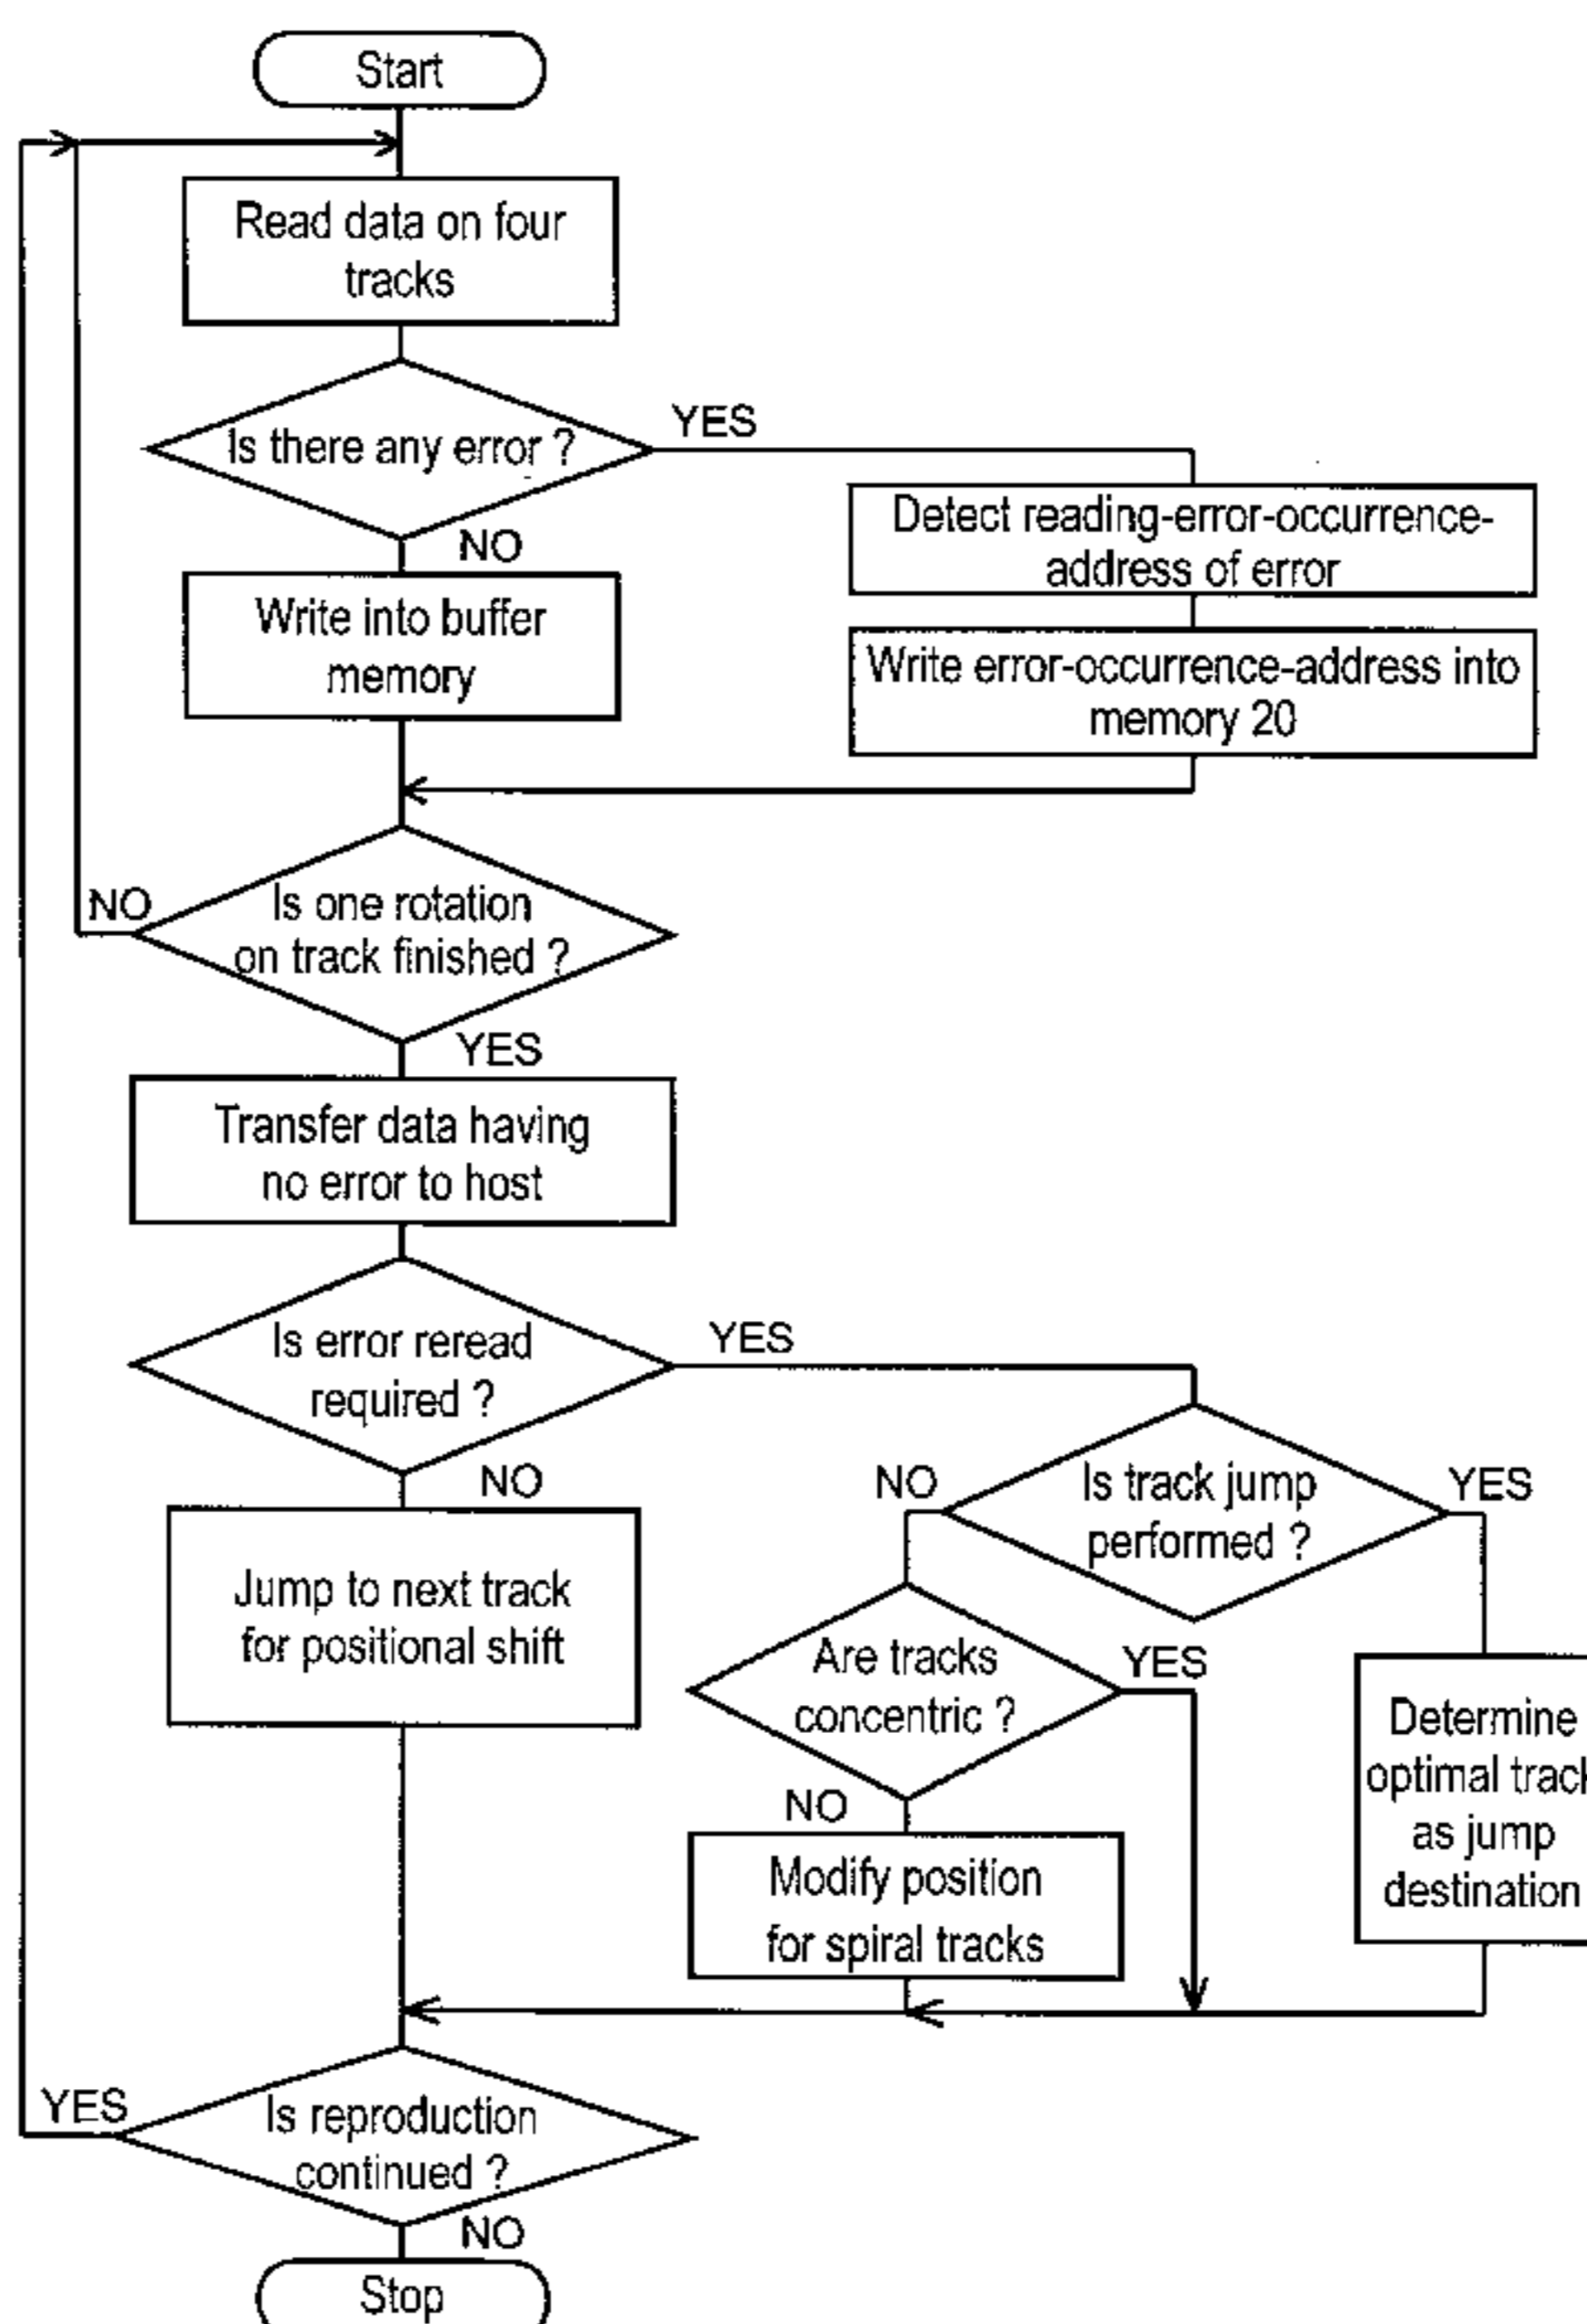 Start
Read data on four
tracks
Is there any error ?
YES
NO
Detect reading-error-occurrence-
address of error
Write into buffer
memory
Write error-occurrence-address into
memory 20
NO
Is one rotation
on track finished ?
YES
Transfer data having
no error to host
Is error reread
required ?
YES
NO
Is track jump
performed ?
NO
YES
Jump to next track
for positional shift
Are tracks
concentric ?
YES
NO
Determine
optimal track
as jump
destination
Modify position
for spiral tracks
YES
Is reproduction
continued ?
NO
Stop